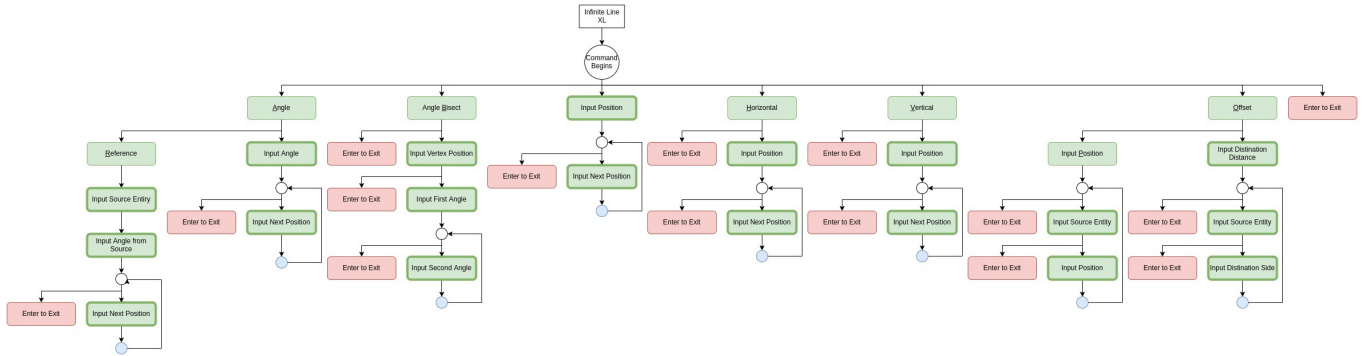 Infinite Line
XL
Command
Begins
Angle
Angle Bisect
Input Position
Horizontal
Vertical
Offset
Enter to Exit
Reference
Input Angle
Enter to Exit
Input Vertex Position
Enter to Exit
Input Position
Enter to Exit
Input Position
Input Position
Input Distination
Distance
Enter to Exit
Input Next Position
Input Source Entiry
Enter to Exit
Input First Angle
Enter to Exit
Input Next Position
Enter to Exit
Input Next Position
Enter to Exit
Input Next Position
Enter to Exit
Input Source Entity
Enter to Exit
Input Source Entity
Input Angle from
Source
Enter to Exit
Input Second Angle
Enter to Exit
Input Position
Enter to Exit
Input Distination Side
Enter to Exit
Input Next Position